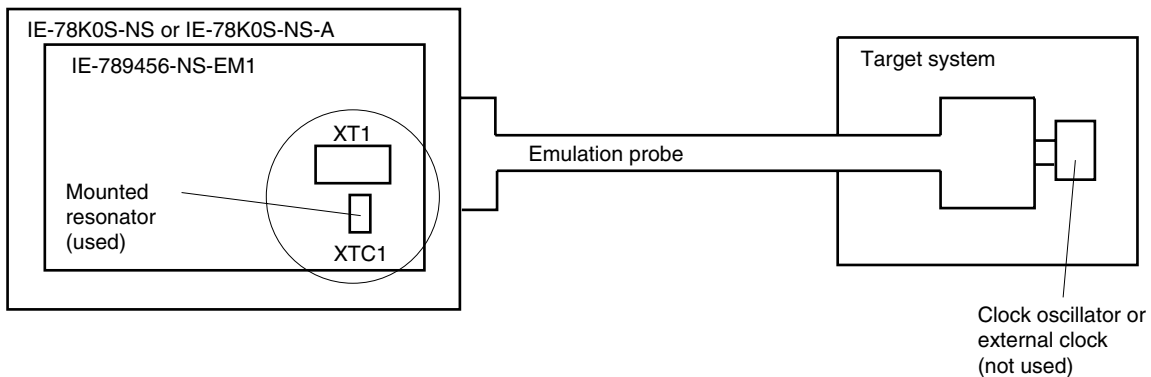 IE-78K0S-NS or IE-78K0S-NS-A
IE-789456-NS-EM1
XT1
Mounted
resonator
(used)
XTC1
Emulation probe
Target system
Clock oscillator or
external clock
(not used)